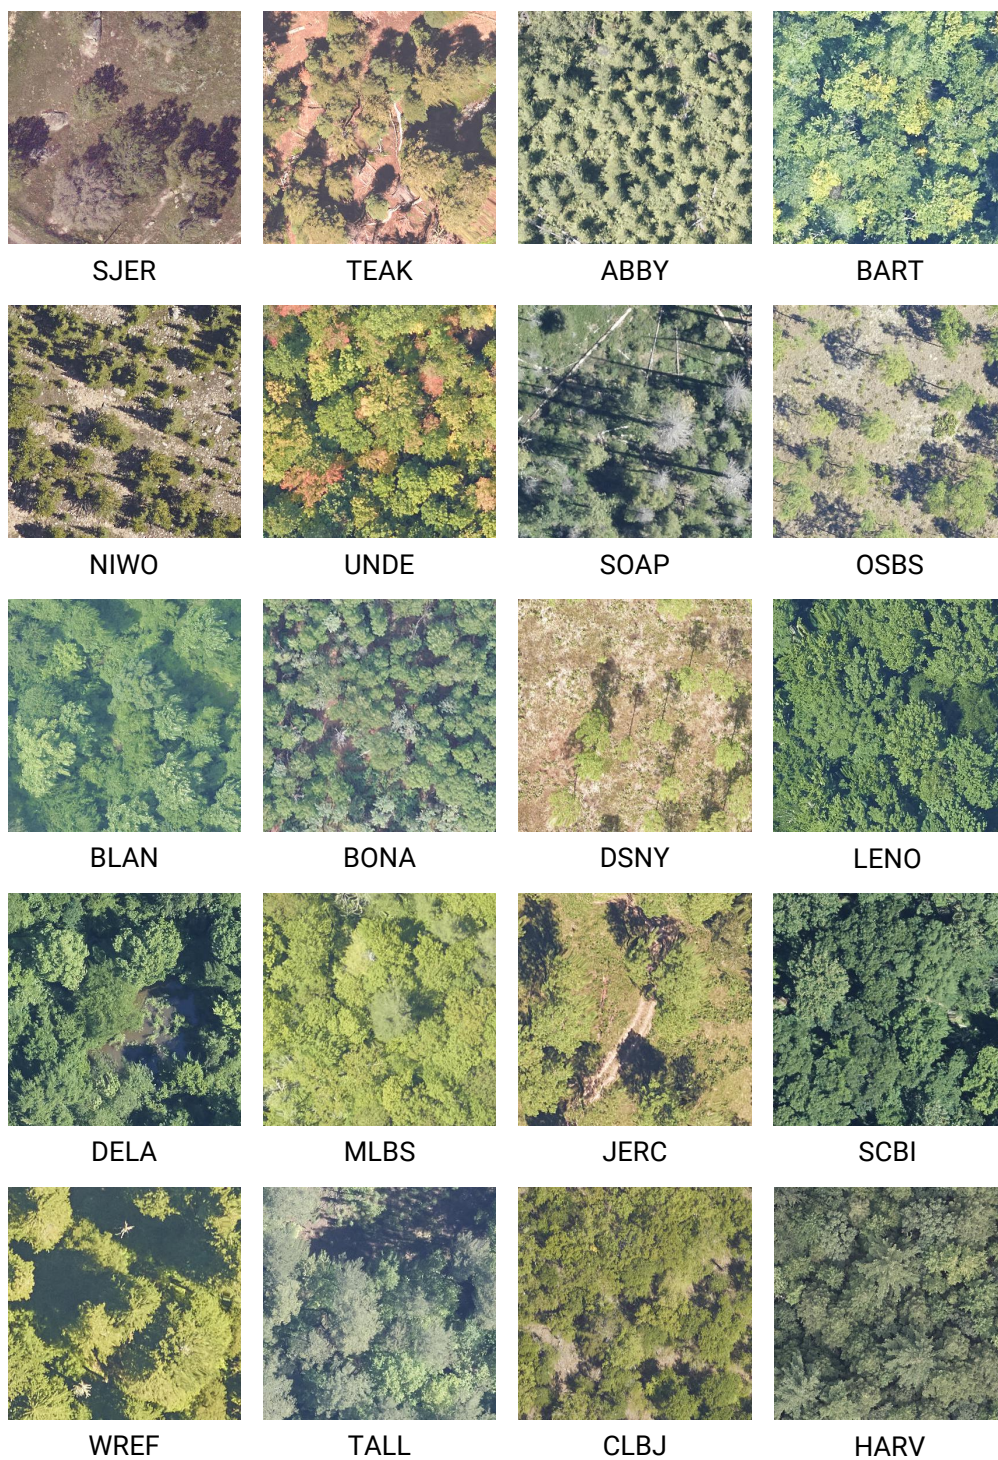 SJER TEAK ABBY BART
NIWO UNDE SOAP OSBS
BLAN BONA DSNY LENO
DELA MLBS JERC SCBI
WREF TALL CLBJ HARV